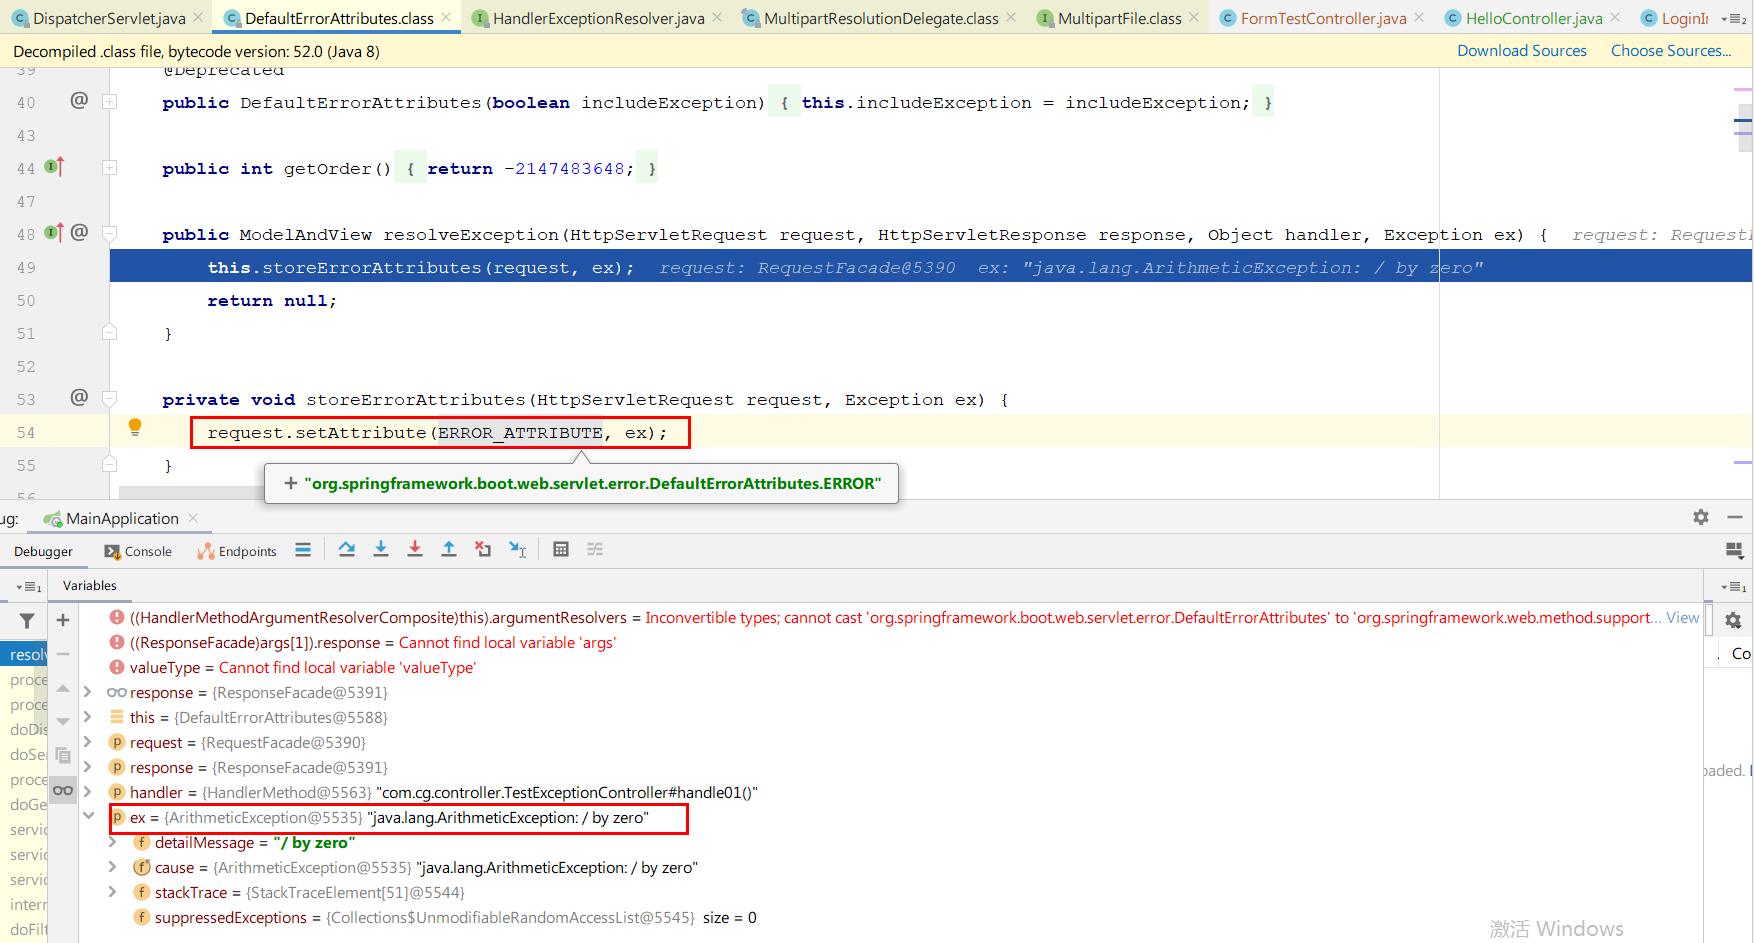 DispatcherServlet.java
DefaultErrorAttributes.class
HandlerExceptionResolver.java
MultipartResolutionDelegate.class
MultipartFile.class
FormTestController.java
HelloController.java
Decompiled .class file, bytecode version: 52.0 (Java 8)
Download Sources
Choose Sources...
39 @Deprecated
40 @ public DefaultErrorAttributes(boolean includeException) { this.includeException = includeException; }
43
44 public int getOrder() { return -2147483648; }
47
48 @ public ModelAndView resolveException(HttpServletRequest request, HttpServletResponse response, Object handler, Exception ex) { request:
49 this.storeErrorAttributes(request, ex); request: RequestFacade@5390 ex: "java.lang.ArithmeticException: / by zero"
50 return null;
51 }
52
53 @ private void storeErrorAttributes(HttpServletRequest request, Exception ex) {
54 request.setAttribute(ERROR_ATTRIBUTE, ex);
55 }
+ "org.springframework.boot.web.servlet.error.DefaultErrorAttributes.ERROR"
56
ug: MainApplication
Debugger Console Endpoints
Variables
((HandlerMethodArgumentResolverComposite)this).argumentResolvers = Inconvertible types; cannot cast 'org.springframework.boot.web.servlet.error.DefaultErrorAttributes' to 'org.springframework.web.method.support... View
((ResponseFacade)args[1]).response = Cannot find local variable 'args'
valueType = Cannot find local variable 'valueType'
response = {ResponseFacade@5391}
this = {DefaultErrorAttributes@5588}
request = {RequestFacade@5390}
response = {ResponseFacade@5391}
handler = {HandlerMethod@5563} "com.cg.controller.TestExceptionController#handle01()"
ex = {ArithmeticException@5535} "java.lang.ArithmeticException: / by zero"
detailMessage = "/ by zero"
cause = {ArithmeticException@5535} "java.lang.ArithmeticException: / by zero"
stackTrace = {StackTraceElement[51]@5544}
suppressedExceptions = {Collections$UnmodifiableRandomAccessList@5545} size = 0
resolv
proce
proce
doDis
doSer
proce
doGe
servic
servic
servic
interr
doFilt
Co
oaded.
激活 Windows